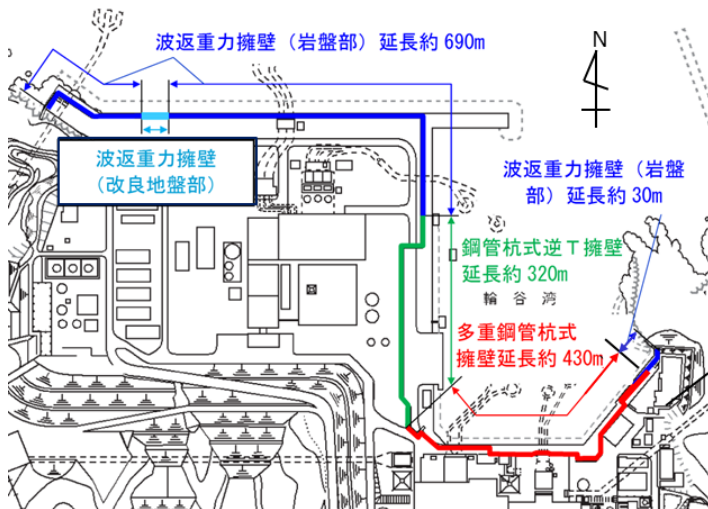 波返重力擁壁（岩盤部）延長約 690m
N
波返重力擁壁
（改良地盤部）
波返重力擁壁（岩盤
部）延長約 30m
鋼管杭式逆Ｔ擁壁
延長約 320m
輪谷湾
多重鋼管杭式
擁壁延長約 430m